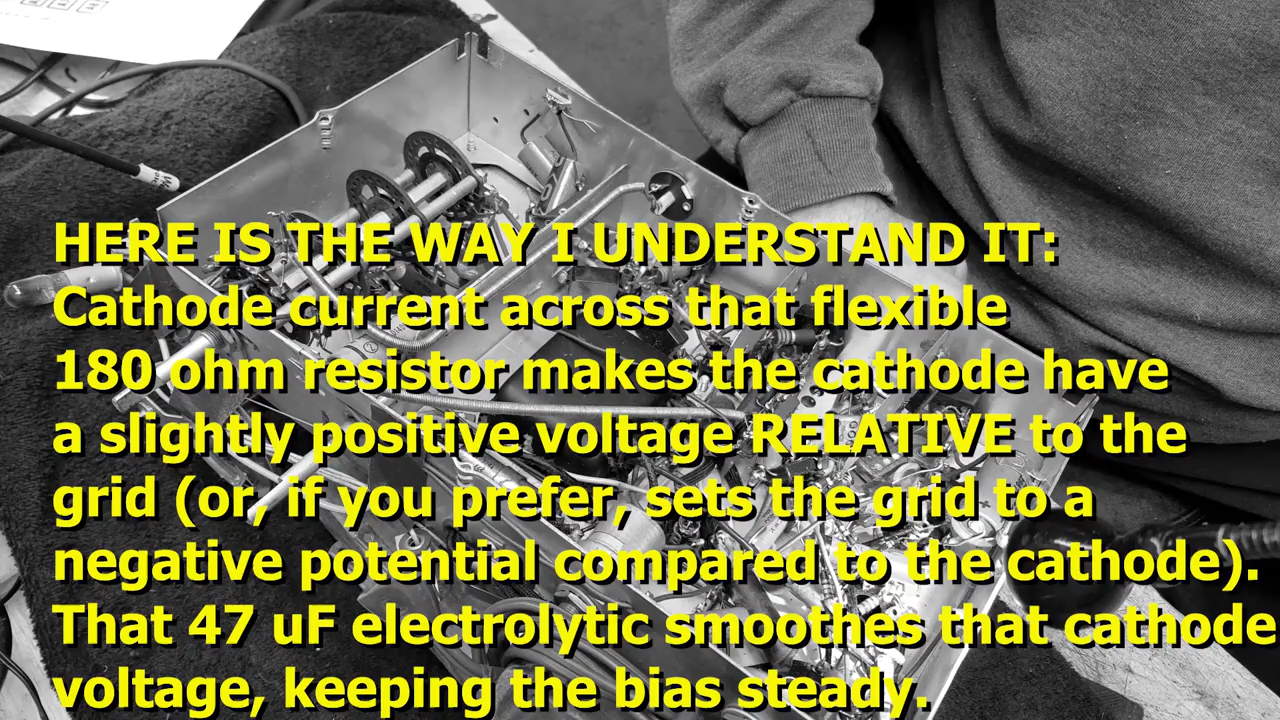 HERE IS THE WAY I UNDERSTAND IT:
Cathode current across that flexible
180 ohm resistor makes the cathode have
a slightly positive voltage RELATIVE to the
grid (or, if you prefer, sets the grid to a
negative potential compared to the cathode).
That 47 uF electrolytic smoothes that cathode
voltage, keeping the bias steady.